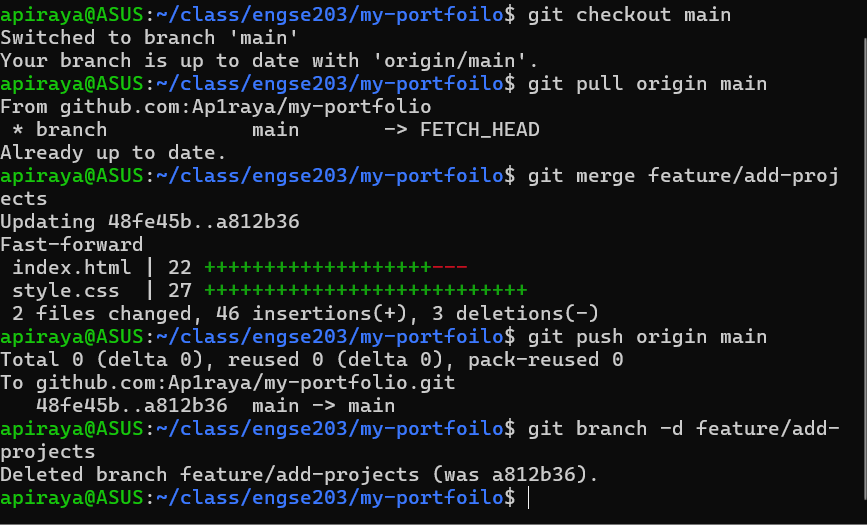 apiraya@ASUS:~/class/engse203/my-portfoilo$ git checkout main
Switched to branch 'main'
Your branch is up to date with 'origin/main'.
apiraya@ASUS:~/class/engse203/my-portfoilo$ git pull origin main
From github.com:Ap1raya/my-portfolio
 * branch            main       -> FETCH_HEAD
Already up to date.
apiraya@ASUS:~/class/engse203/my-portfoilo$ git merge feature/add-proj
ects
Updating 48fe45b..a812b36
Fast-forward
 index.html | 22 +++++++++++++++++++---
 style.css  | 27 +++++++++++++++++++++++++++
 2 files changed, 46 insertions(+), 3 deletions(-)
apiraya@ASUS:~/class/engse203/my-portfoilo$ git push origin main
Total 0 (delta 0), reused 0 (delta 0), pack-reused 0
To github.com:Ap1raya/my-portfolio.git
   48fe45b..a812b36  main -> main
apiraya@ASUS:~/class/engse203/my-portfoilo$ git branch -d feature/add-
projects
Deleted branch feature/add-projects (was a812b36).
apiraya@ASUS:~/class/engse203/my-portfoilo$